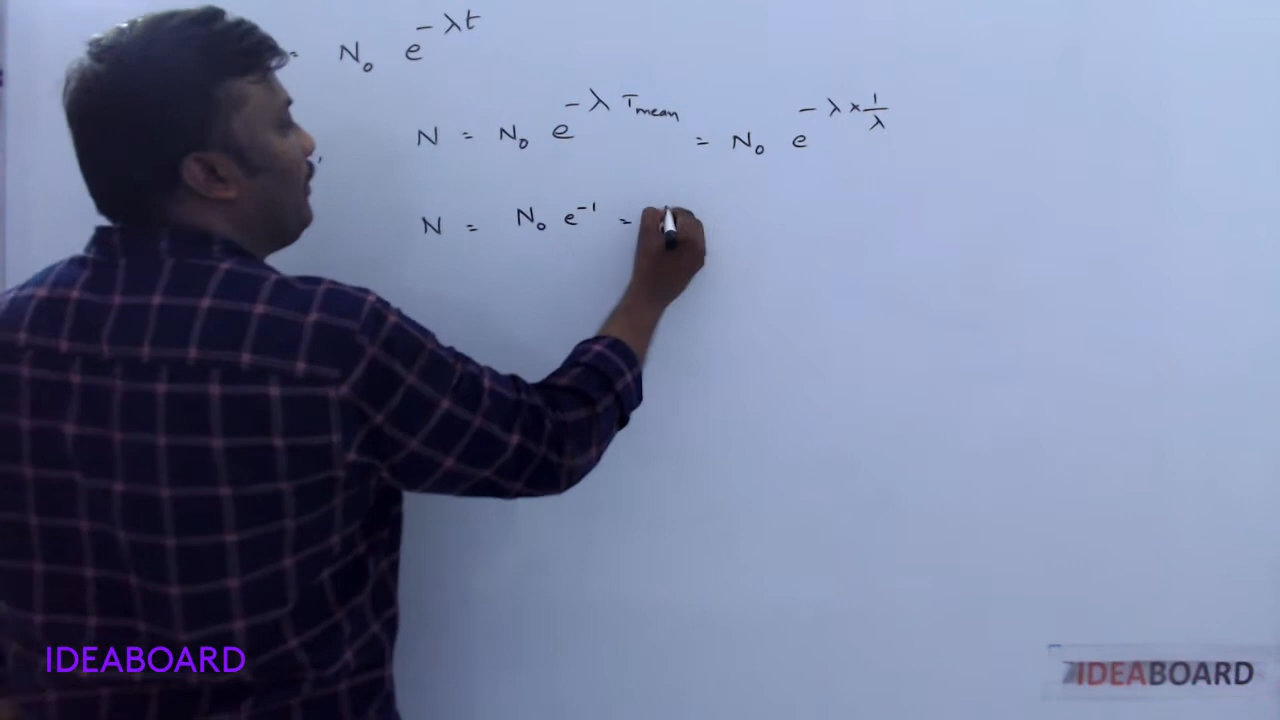 = N₀ e^(-λt)
N = N₀ e^(-λ T_mean) = N₀ e^(-λ × 1/λ)
N = N₀ e^(-1) =
IDEABOARD
IDEABOARD